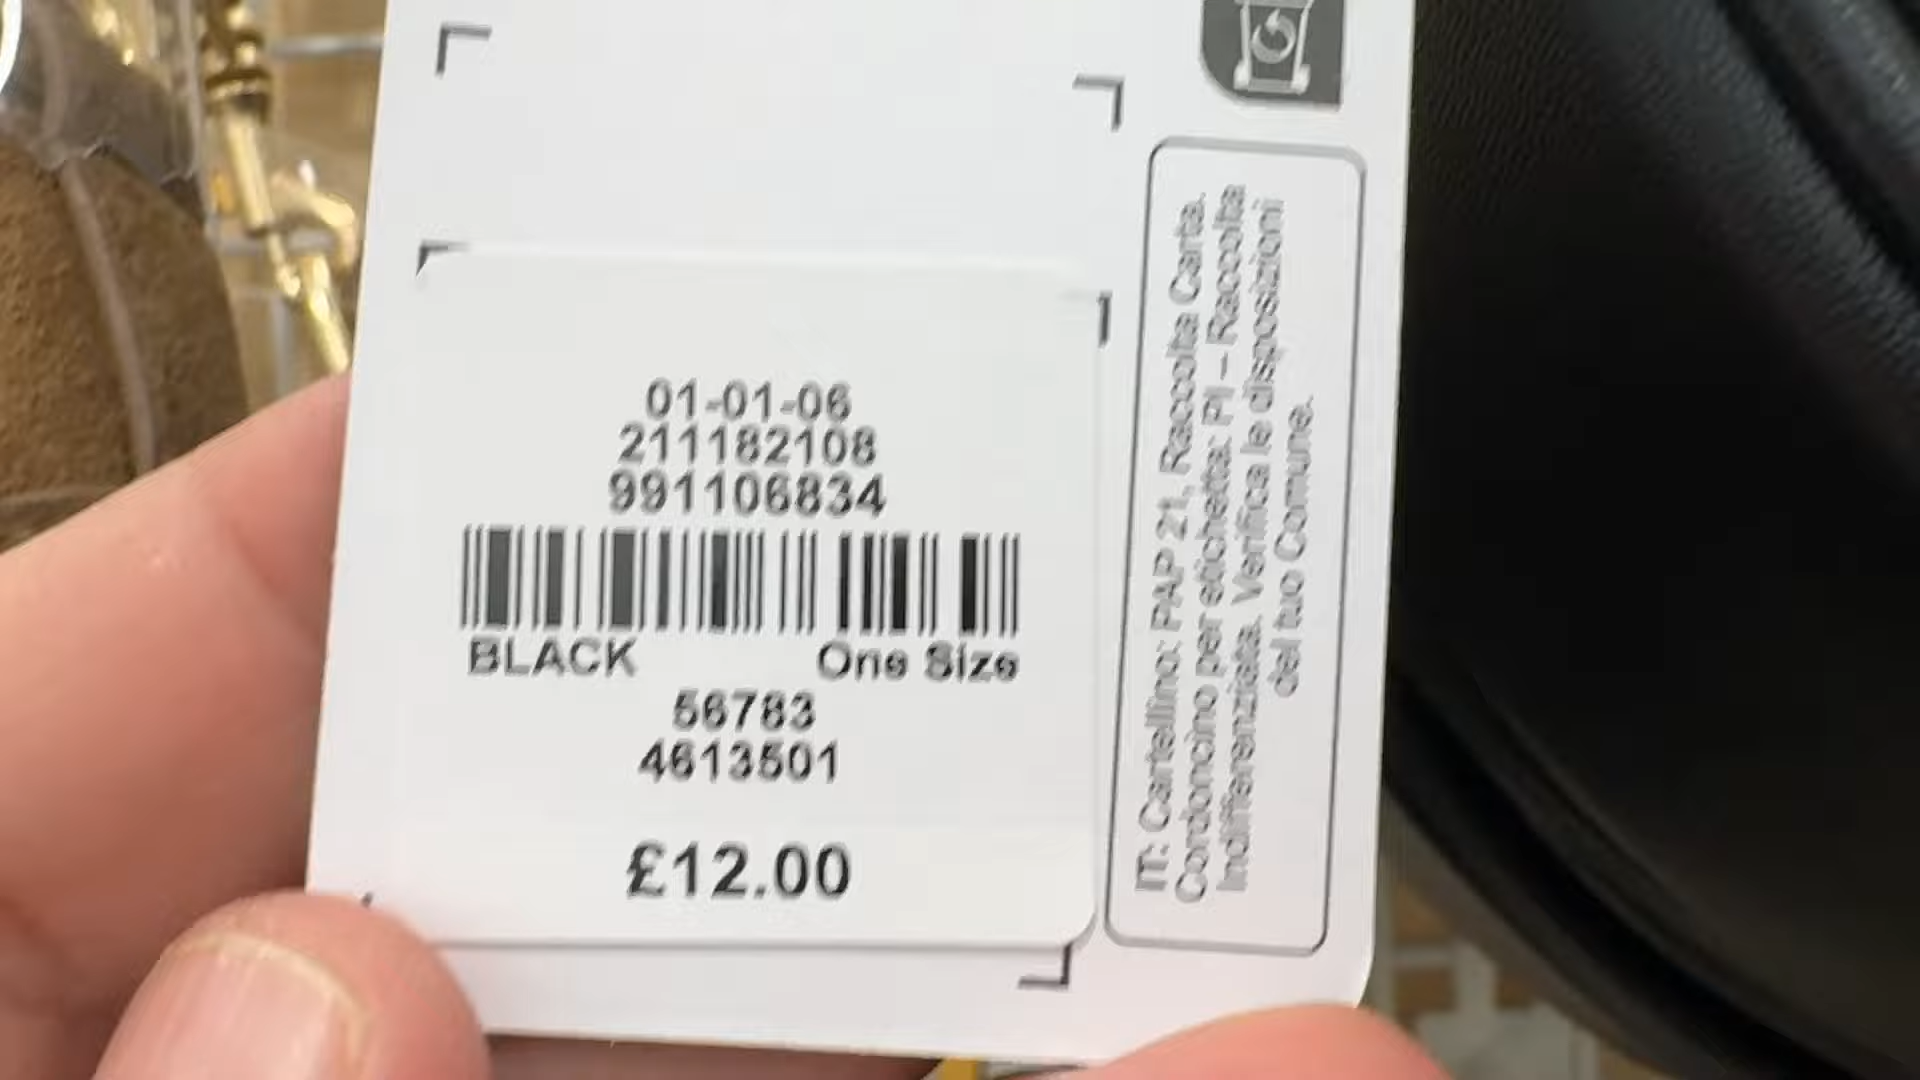 01-01-06
211182108
991106834
BLACK One Size
56783
4613501
£12.00
IT: Cartellino: PAP 21, Raccolta Carta.
Cordoncino per etichetta: PI – Raccolta
Indifferenziata. Verifica le disposizioni
del tuo Comune.